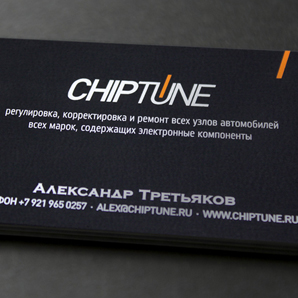 CHIPTUNE
регулировка, корректировка и ремонт всех узлов автомобилей
всех марок, содержащих электронные компоненты
Александр Третьяков
ФОН +7 921 965 0257 · ALEX@CHIPTUNE.RU · WWW.CHIPTUNE.RU